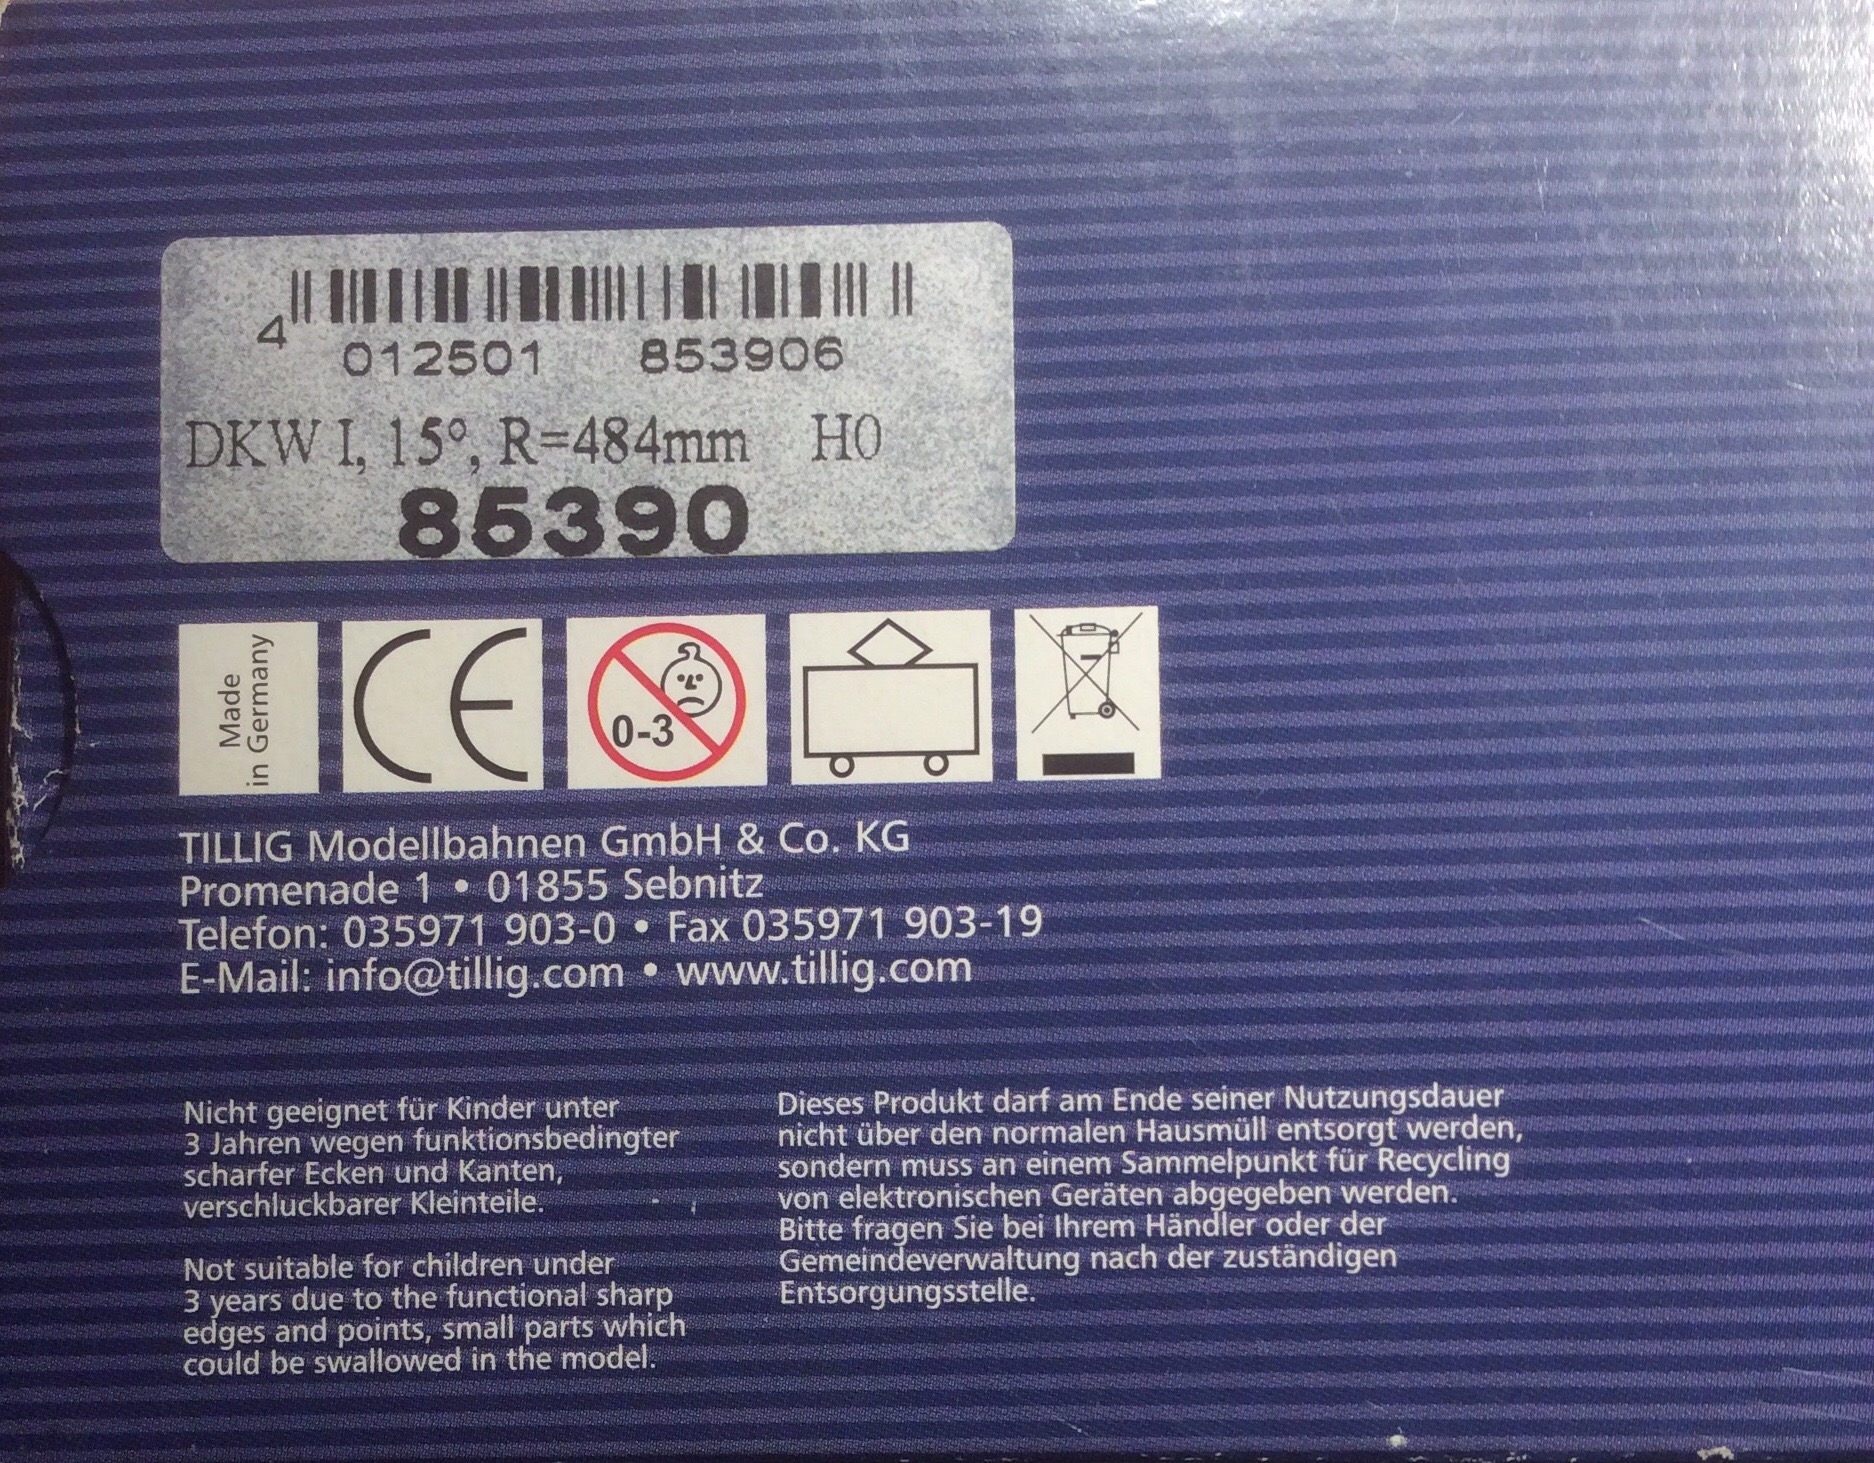 4 012501 853906
DKW I, 15°, R=484mm H0
85390
Made
in Germany
CE
0-3
TILLIG Modellbahnen GmbH & Co. KG
Promenade 1 • 01855 Sebnitz
Telefon: 035971 903-0 • Fax 035971 903-19
E-Mail: info@tillig.com • www.tillig.com
Nicht geeignet für Kinder unter
3 Jahren wegen funktionsbedingter
scharfer Ecken und Kanten,
verschluckbarer Kleinteile.
Not suitable for children under
3 years due to the functional sharp
edges and points, small parts which
could be swallowed in the model.
Dieses Produkt darf am Ende seiner Nutzungsdauer
nicht über den normalen Hausmüll entsorgt werden,
sondern muss an einem Sammelpunkt für Recycling
von elektronischen Geräten abgegeben werden.
Bitte fragen Sie bei Ihrem Händler oder der
Gemeindeverwaltung nach der zuständigen
Entsorgungsstelle.